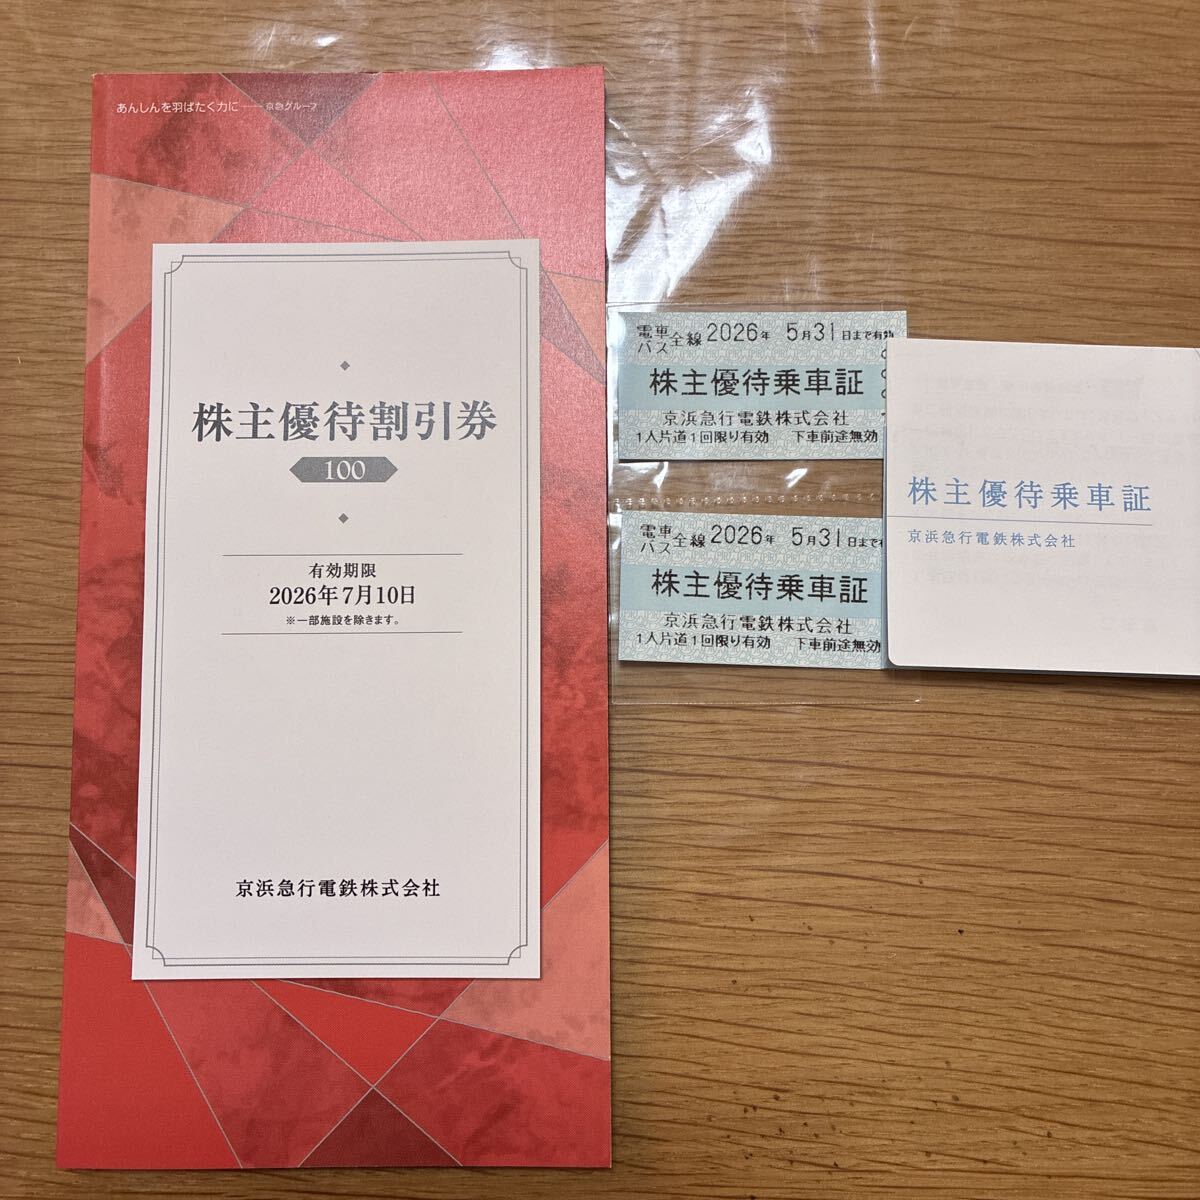 あんしんを羽ばたく力に 京急グループ
株主優待割引券
100
有効期限
2026年7月10日
※一部施設を除きます。
京浜急行電鉄株式会社
電車バス全線 2026年 5月31日まで有効
株主優待乗車証
京浜急行電鉄株式会社
1人片道1回限り有効 下車前途無効
電車バス全線 2026年 5月31日まで有
株主優待乗車証
京浜急行電鉄株式会社
1人片道1回限り有効 下車前途無効
株主優待乗車証
京浜急行電鉄株式会社